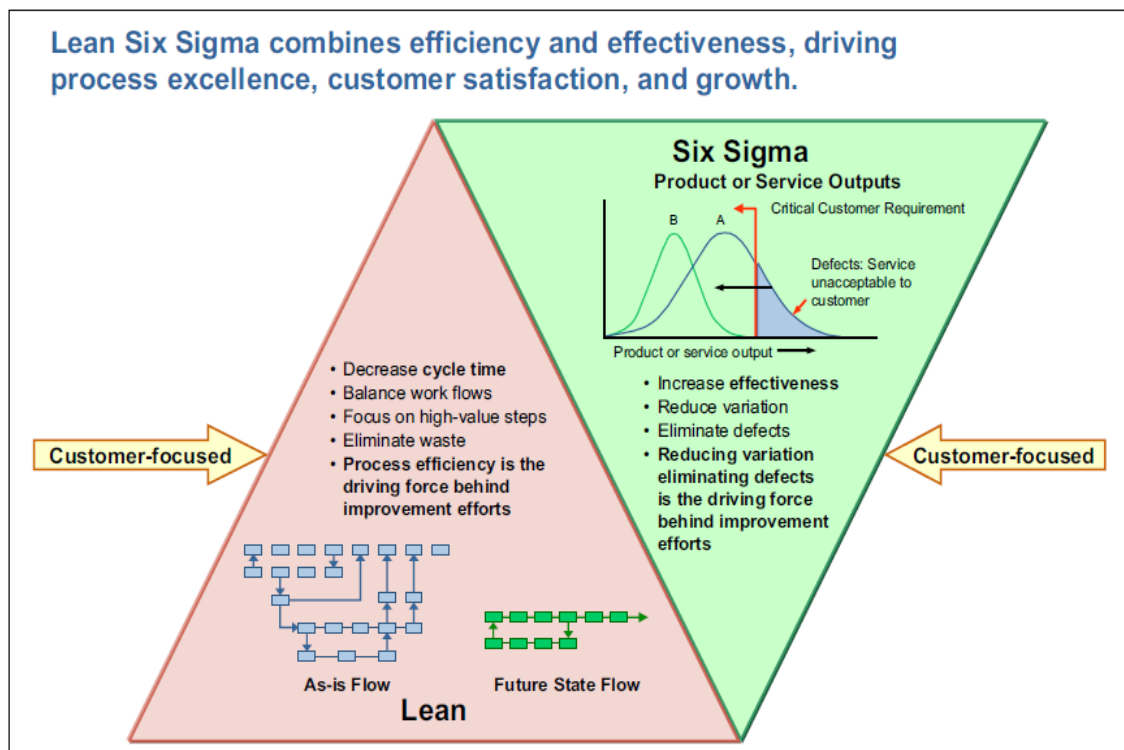 Lean Six Sigma combines efficiency and effectiveness, driving
process excellence, customer satisfaction, and growth.
Six Sigma
Product or Service Outputs
Critical Customer Requirement
B
A
Defects: Service
unacceptable to
customer
Product or service output
• Increase effectiveness
• Reduce variation
• Eliminate defects
• Reducing variation
eliminating defects
is the driving force
behind improvement
efforts
Customer-focused
• Decrease cycle time
• Balance work flows
• Focus on high-value steps
• Eliminate waste
• Process efficiency is the
driving force behind
improvement efforts
Customer-focused
As-is Flow
Future State Flow
Lean